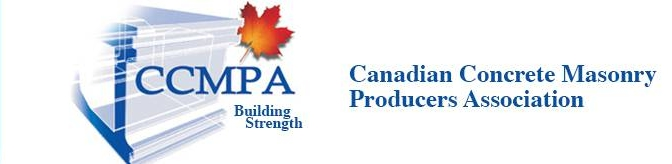 CCMPA
Building
Strength
Canadian Concrete Masonry
Producers Association